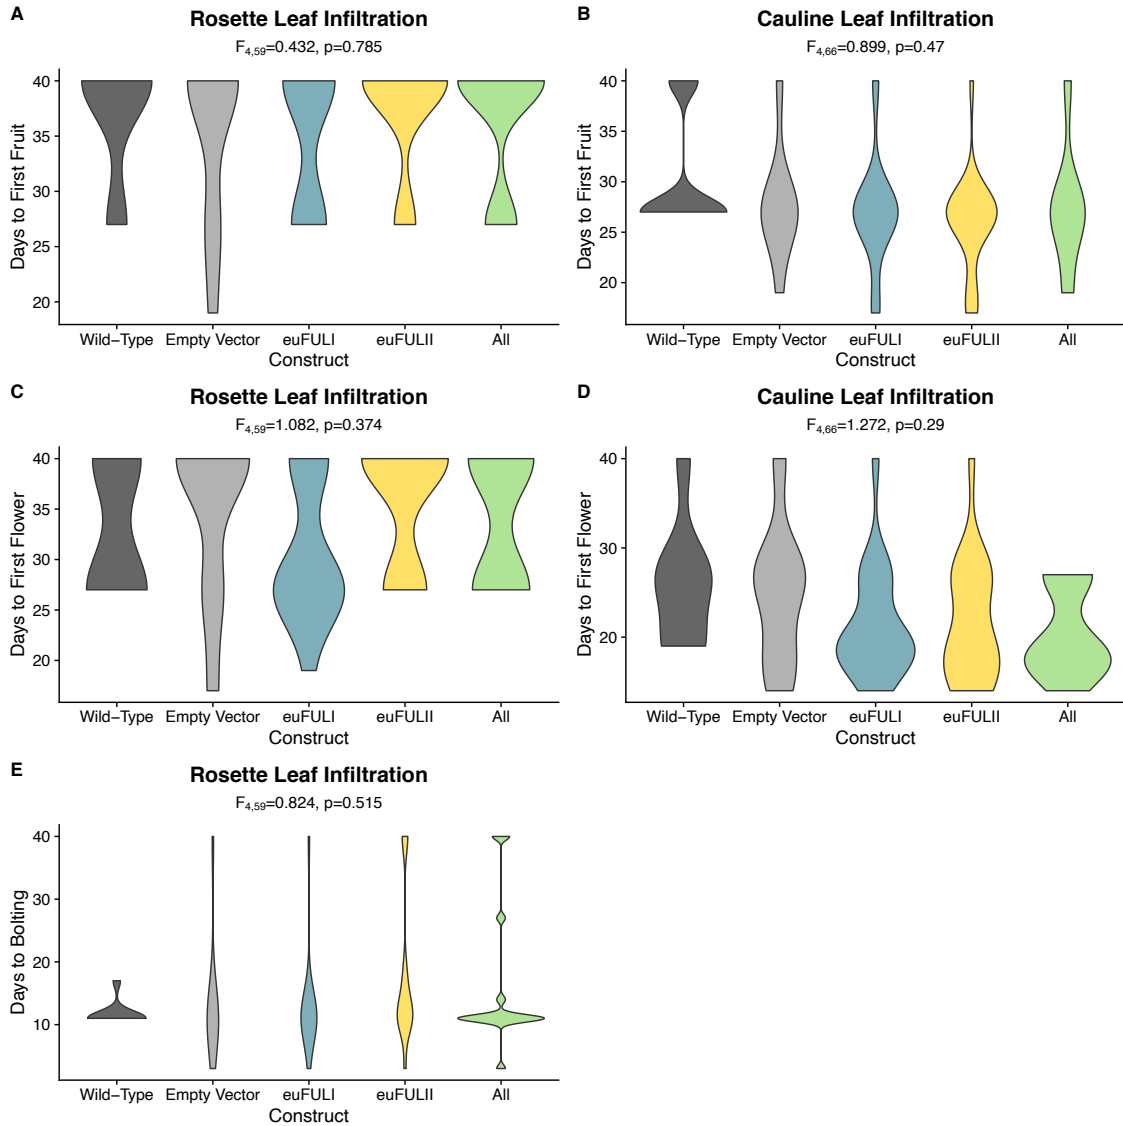 A
Rosette Leaf Infiltration
F4,59=0.432, p=0.785
Days to First Fruit
40
35
30
25
20
Wild−Type Empty Vector euFULI euFULII All
Construct
B
Cauline Leaf Infiltration
F4,66=0.899, p=0.47
Days to First Fruit
40
35
30
25
20
Wild−Type Empty Vector euFULI euFULII All
Construct
C
Rosette Leaf Infiltration
F4,59=1.082, p=0.374
Days to First Flower
40
35
30
25
20
Wild−Type Empty Vector euFULI euFULII All
Construct
D
Cauline Leaf Infiltration
F4,66=1.272, p=0.29
Days to First Flower
40
30
20
Wild−Type Empty Vector euFULI euFULII All
Construct
E
Rosette Leaf Infiltration
F4,59=0.824, p=0.515
Days to Bolting
40
30
20
10
Wild−Type Empty Vector euFULI euFULII All
Construct